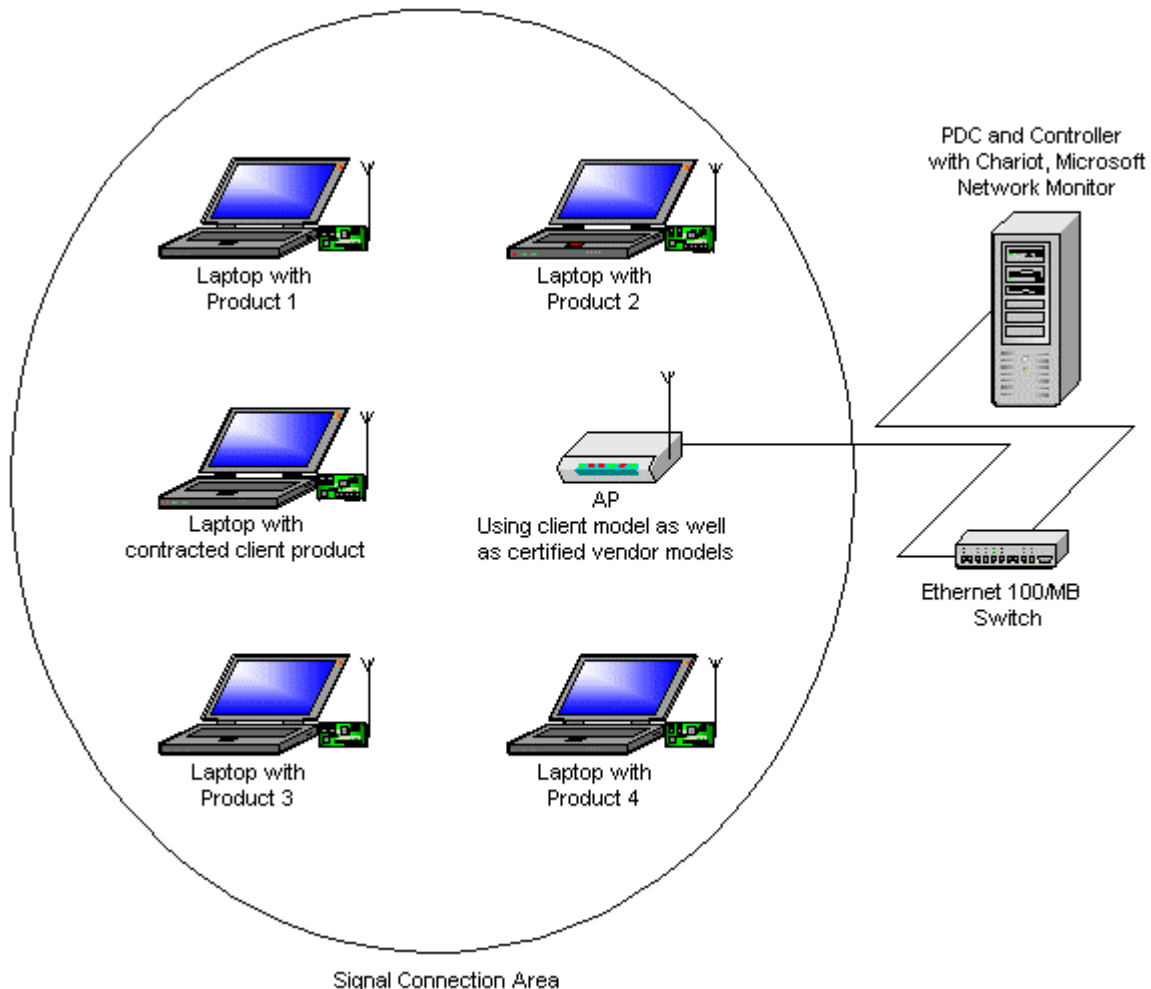 PDC and Controller
with Chariot, Microsoft
Network Monitor
Laptop with
Product 1
Laptop with
Product 2
Laptop with
contracted client product
AP
Using client model as well
as certified vendor models
Ethernet 100/MB
Switch
Laptop with
Product 3
Laptop with
Product 4
Signal Connection Area